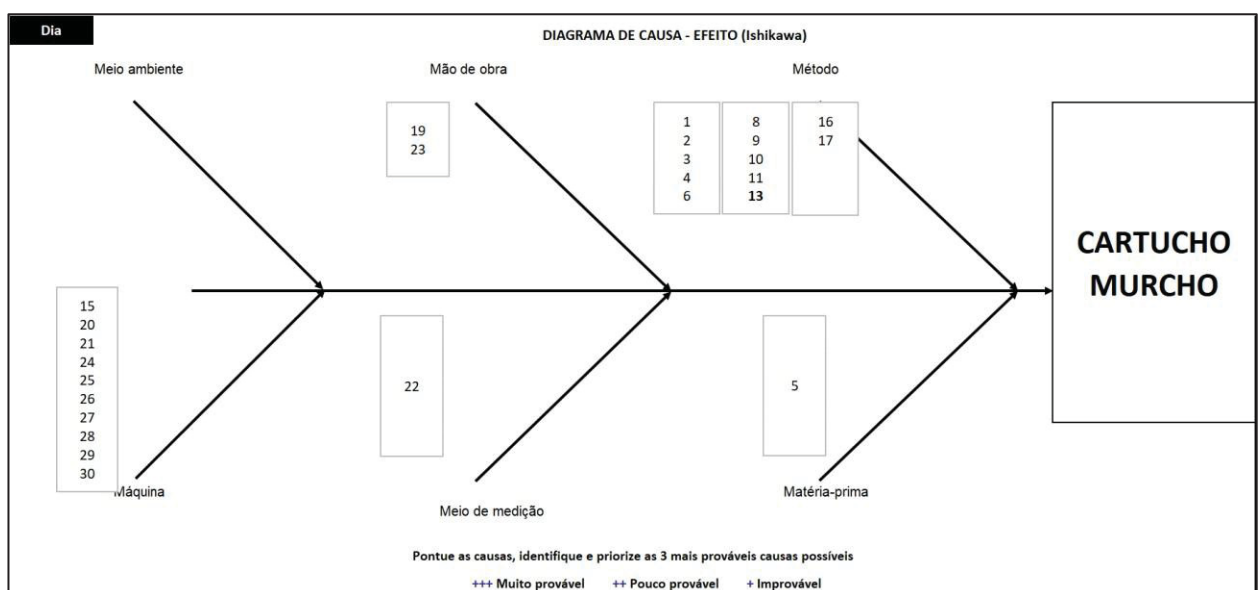 Dia
DIAGRAMA DE CAUSA - EFEITO (Ishikawa)
Meio ambiente
Mão de obra
Método
19
23
1
2
3
4
6
8
9
10
11
13
16
17
CARTUCHO
MURCHO
15
20
21
24
25
26
27
28
29
30
22
5
Máquina
Meio de medição
Matéria-prima
Pontue as causas, identifique e priorize as 3 mais prováveis causas possíveis
+++ Muito provável ++ Pouco provável + Improvável